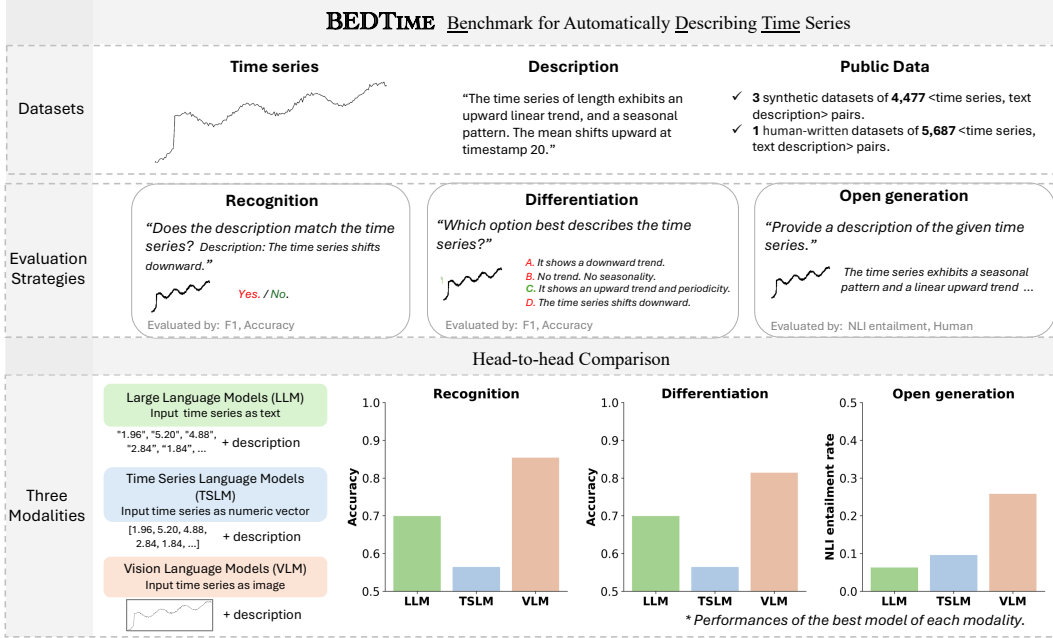 BEDTIME Benchmark for Automatically Describing Time Series
Datasets
Time series
Description
“The time series of length exhibits an
upward linear trend, and a seasonal
pattern. The mean shifts upward at
timestamp 20.”
Public Data
✓ 3 synthetic datasets of 4,477 <time series, text
description> pairs.
✓ 1 human-written datasets of 5,687 <time series,
text description> pairs.
Evaluation
Strategies
Recognition
“Does the description match the time
series? Description: The time series shifts
downward.”
Yes. / No.
Evaluated by: F1, Accuracy
Differentiation
“Which option best describes the time
series?”
A. It shows a downward trend.
B. No trend. No seasonality.
C. It shows an upward trend and periodicity.
D. The time series shifts downward.
Evaluated by: F1, Accuracy
Open generation
“Provide a description of the given time
series.”
The time series exhibits a seasonal
pattern and a linear upward trend ...
Evaluated by: NLI entailment, Human
Head-to-head Comparison
Three
Modalities
Large Language Models (LLM)
Input time series as text
"1.96", "5.20", "4.88",
"2.84", "1.84", ...
+ description
Time Series Language Models
(TSLM)
Input time series as numeric vector
[1.96, 5.20, 4.88,
2.84, 1.84, ...]
+ description
Vision Language Models (VLM)
Input time series as image
+ description
Recognition
Accuracy
1.0
0.9
0.8
0.7
0.6
0.5
LLM TSLM VLM
Differentiation
Accuracy
1.0
0.9
0.8
0.7
0.6
0.5
LLM TSLM VLM
Open generation
NLI entailment rate
0.5
0.4
0.3
0.2
0.1
0.0
LLM TSLM VLM
* Performances of the best model of each modality.